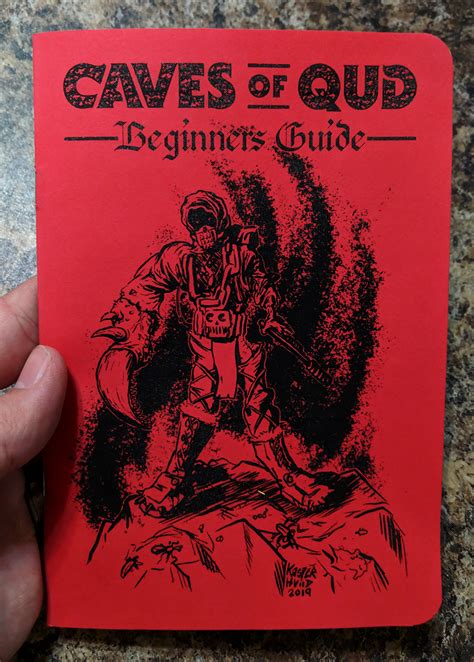 CAVES OF QUD
Beginners Guide
2019